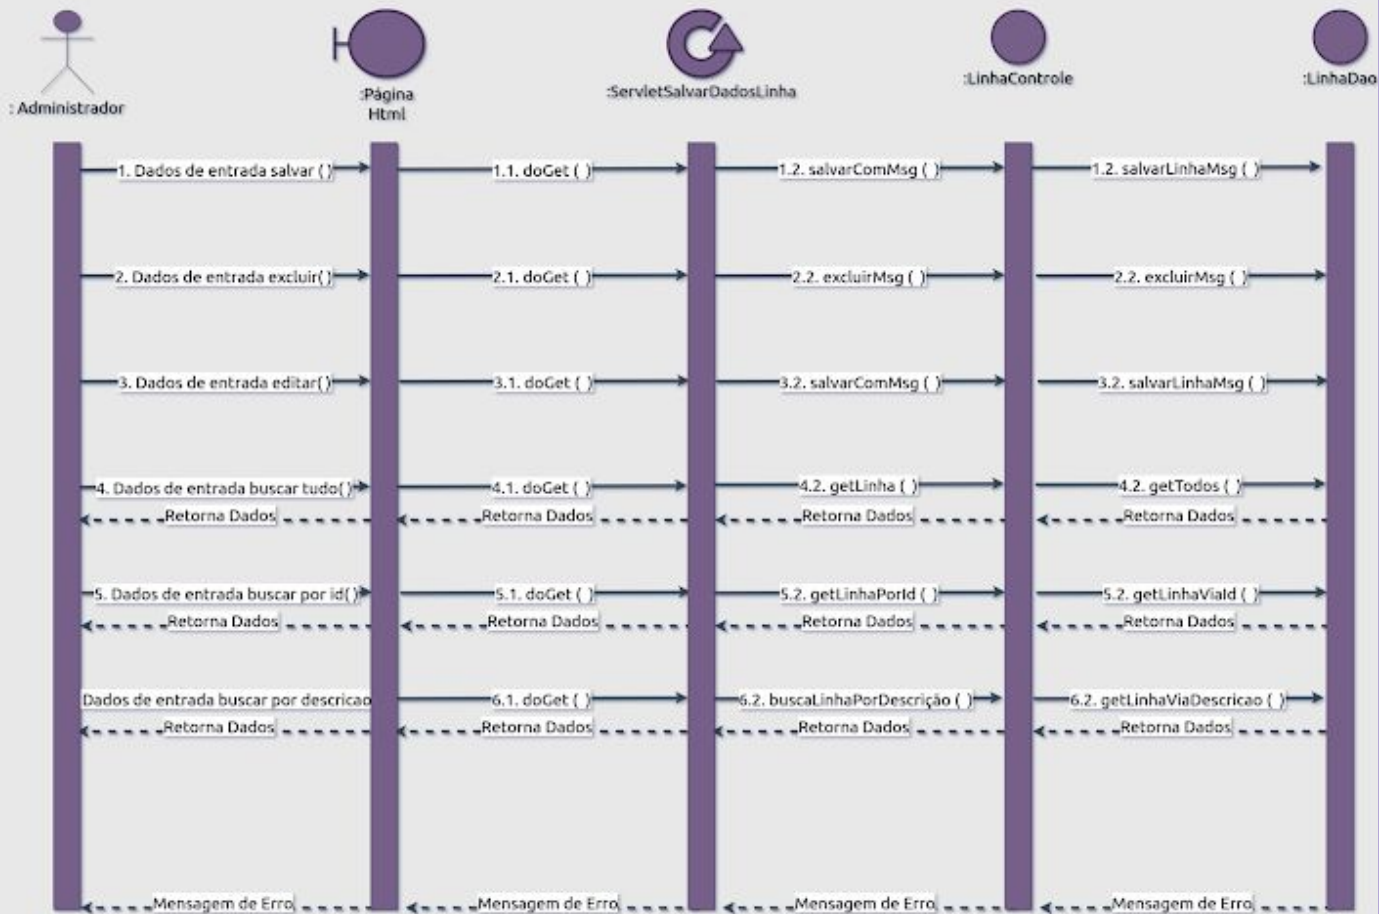 : Administrador
:Página
Html
:ServletSalvarDadosLinha
:LinhaControle
:LinhaDao
1. Dados de entrada salvar ( )
1.1. doGet ( )
1.2. salvarComMsg ( )
1.2. salvarLinhaMsg ( )
2. Dados de entrada excluir( )
2.1. doGet ( )
2.2. excluirMsg ( )
2.2. excluirMsg ( )
3. Dados de entrada editar( )
3.1. doGet ( )
3.2. salvarComMsg ( )
3.2. salvarLinhaMsg ( )
4. Dados de entrada buscar tudo( )
4.1. doGet ( )
4.2. getLinha ( )
4.2. getTodos ( )
Retorna Dados
Retorna Dados
Retorna Dados
Retorna Dados
5. Dados de entrada buscar por id( )
5.1. doGet ( )
5.2. getLinhaPorId ( )
5.2. getLinhaViaId ( )
Retorna Dados
Retorna Dados
Retorna Dados
Retorna Dados
Dados de entrada buscar por descricao
6.1. doGet ( )
6.2. buscaLinhaPorDescrição ( )
6.2. getLinhaViaDescricao ( )
Retorna Dados
Retorna Dados
Retorna Dados
Retorna Dados
Mensagem de Erro
Mensagem de Erro
Mensagem de Erro
Mensagem de Erro